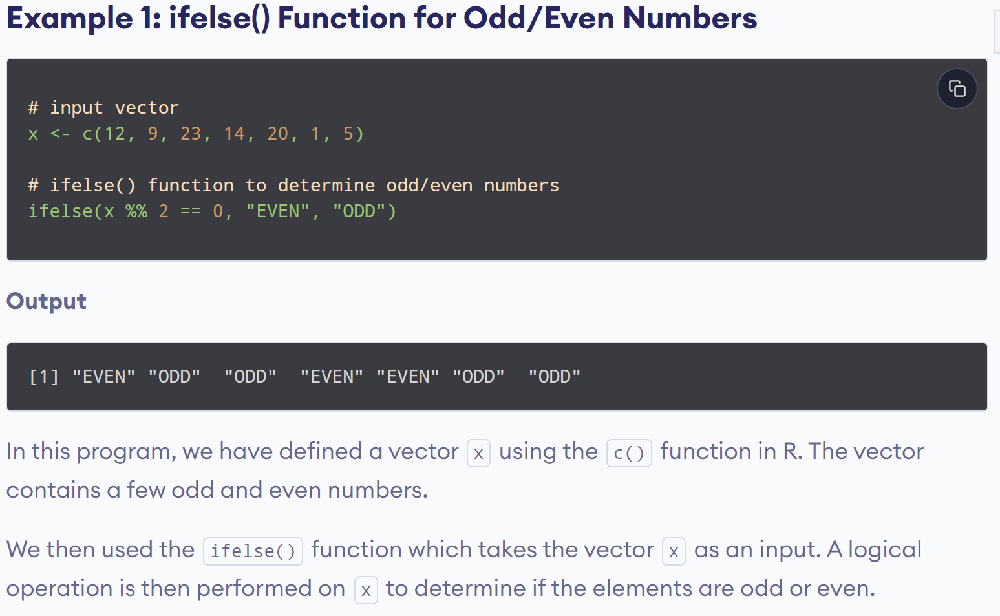 Example 1: ifelse() Function for Odd/Even Numbers
# input vector
x <- c(12, 9, 23, 14, 20, 1, 5)
# ifelse() function to determine odd/even numbers
ifelse(x %% 2 == 0, "EVEN", "ODD")
Output
[1] "EVEN" "ODD"  "ODD"  "EVEN" "EVEN" "ODD"  "ODD"
In this program, we have defined a vector x using the c() function in R. The vector
contains a few odd and even numbers.
We then used the ifelse() function which takes the vector x as an input. A logical
operation is then performed on x to determine if the elements are odd or even.